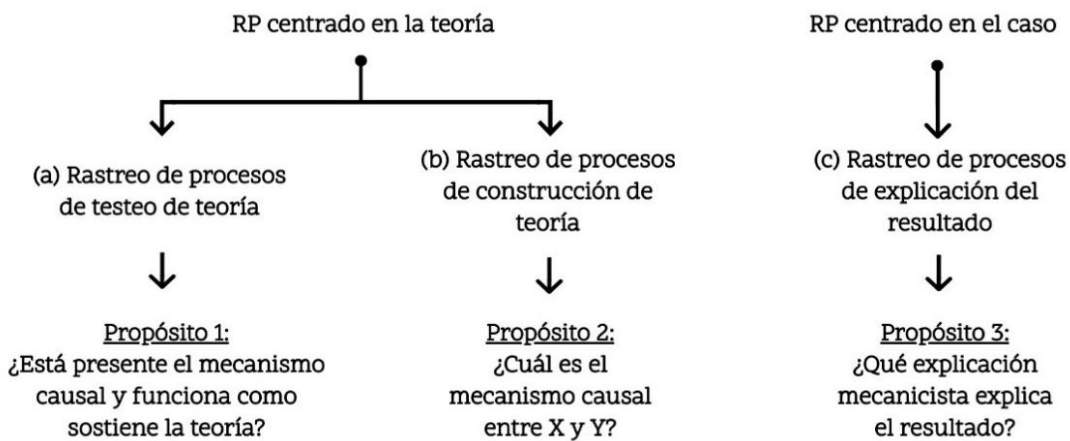 RP centrado en la teoría
RP centrado en el caso
(a) Rastreo de procesos
de testeo de teoría
(b) Rastreo de procesos
de construcción de
teoría
(c) Rastreo de procesos
de explicación del
resultado
Propósito 1:
¿Está presente el mecanismo
causal y funciona como
sostiene la teoría?
Propósito 2:
¿Cuál es el
mecanismo causal
entre X y Y?
Propósito 3:
¿Qué explicación
mecanicista explica
el resultado?